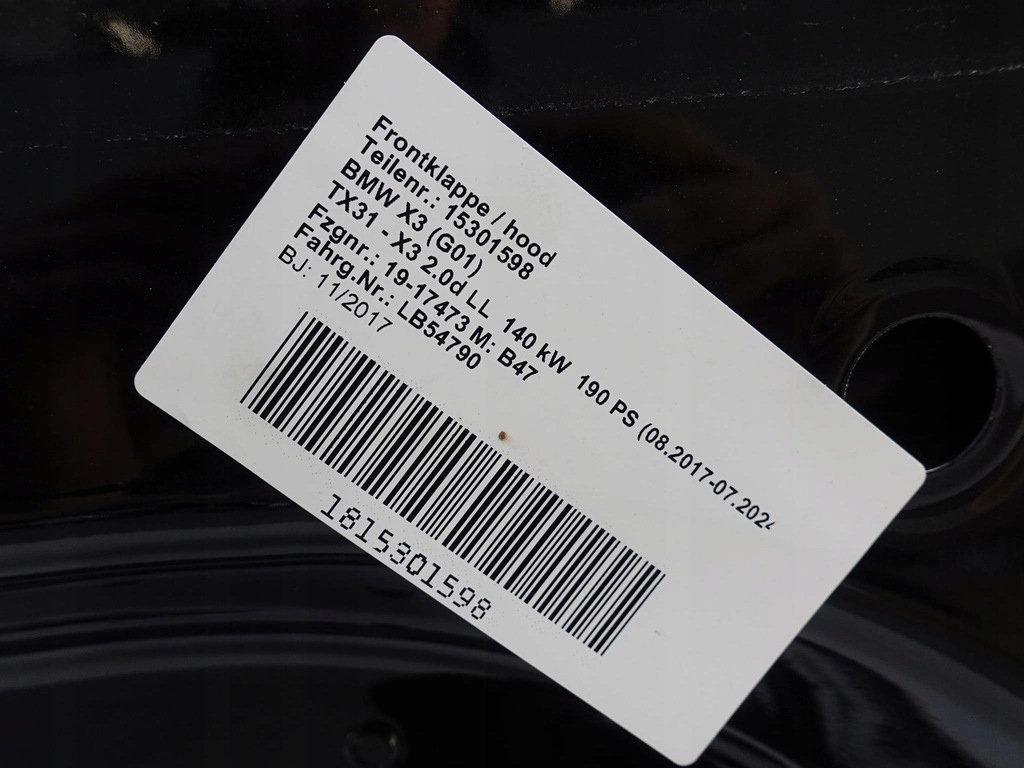 Frontklappe / hood
Teilenr.: 15301598
BMW X3 (G01)
TX31 - X3 2.0d LL 140 kW 190 PS (08.2017-07.2024
Fzgnr.: 19-17473 M: B47
Fahrg.Nr.: LB54790
BJ: 11/2017
1815301598